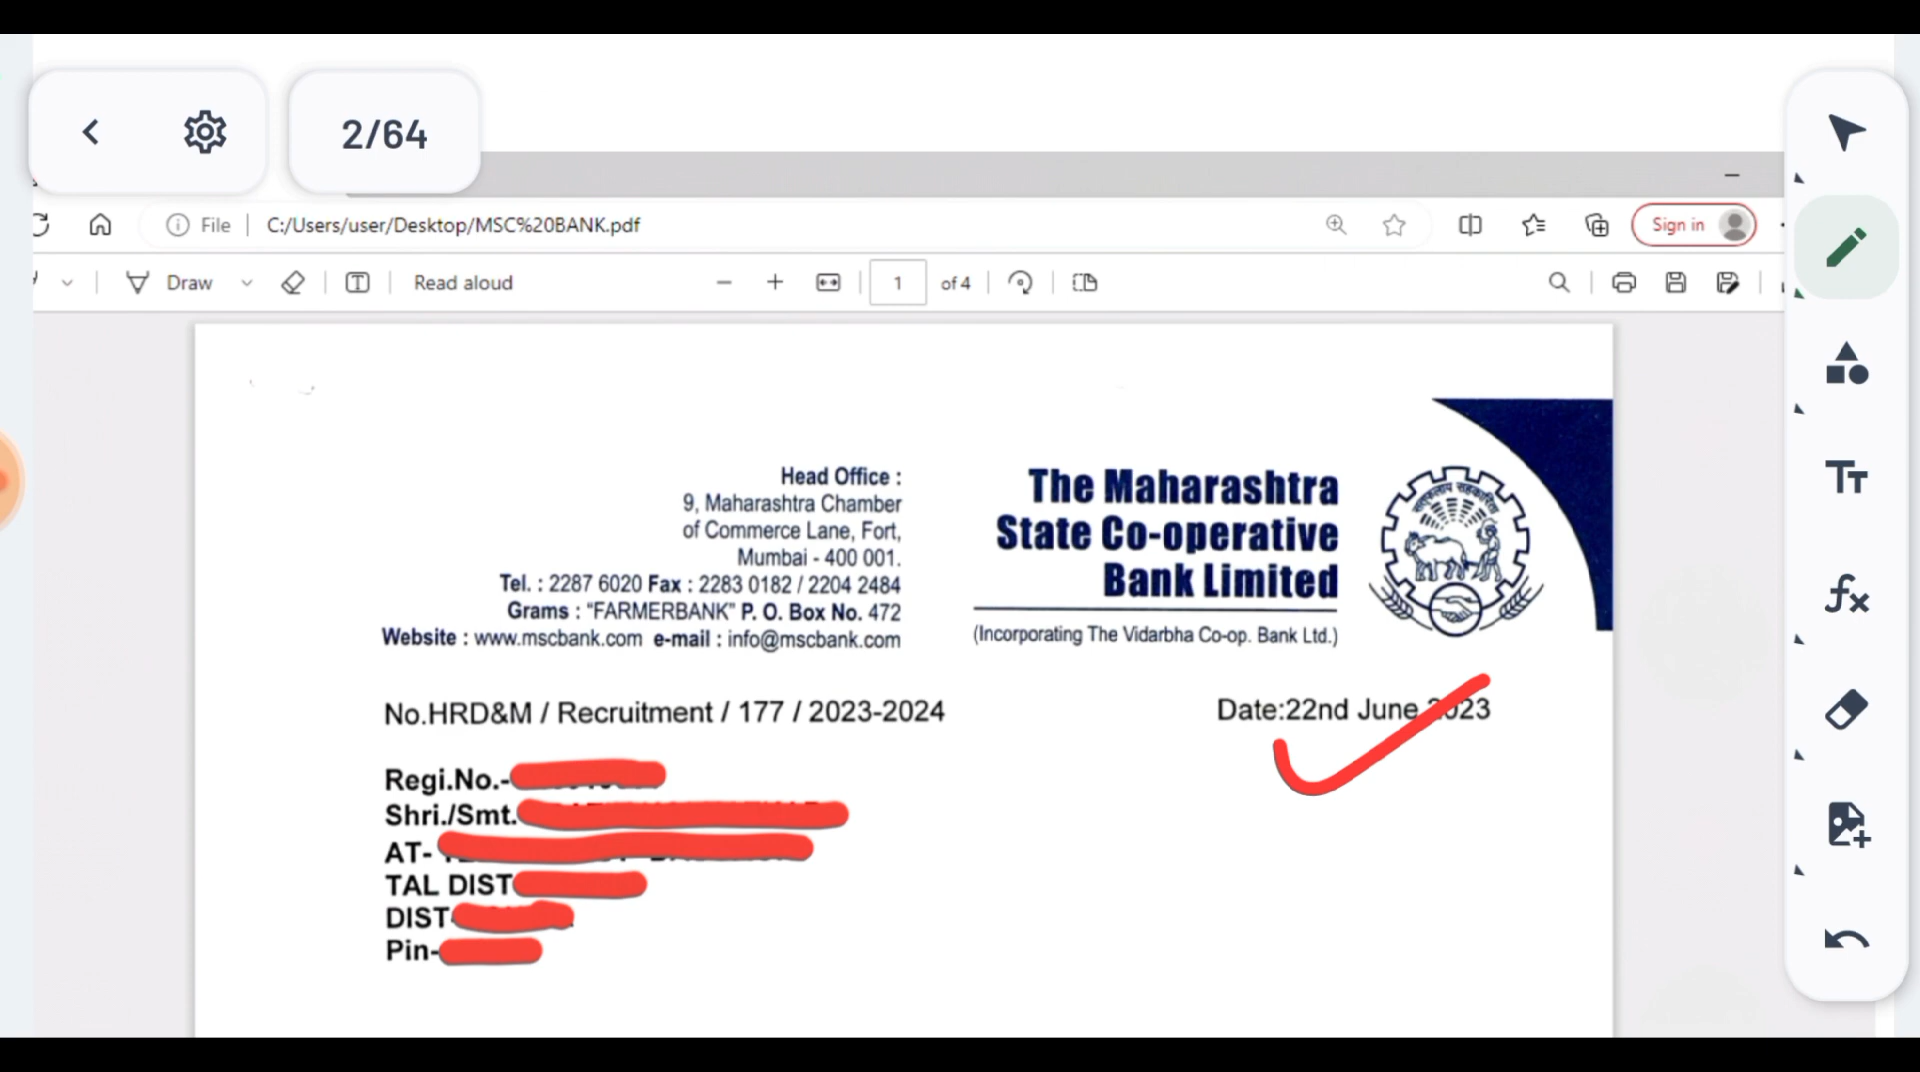 2/64
File
C:/Users/user/Desktop/MSC%20BANK.pdf
Sign in
Draw
Read aloud
1 of 4
Head Office :
9, Maharashtra Chamber
of Commerce Lane, Fort,
Mumbai - 400 001.
Tel. : 2287 6020 Fax : 2283 0182 / 2204 2484
Grams : "FARMERBANK" P. O. Box No. 472
Website : www.mscbank.com e-mail : info@mscbank.com
The Maharashtra
State Co-operative
Bank Limited
(Incorporating The Vidarbha Co-op. Bank Ltd.)
No.HRD&M / Recruitment / 177 / 2023-2024
Date:22nd June 2023
Regi.No.-
Shri./Smt.
AT-
TAL DIST
DIST-
Pin-